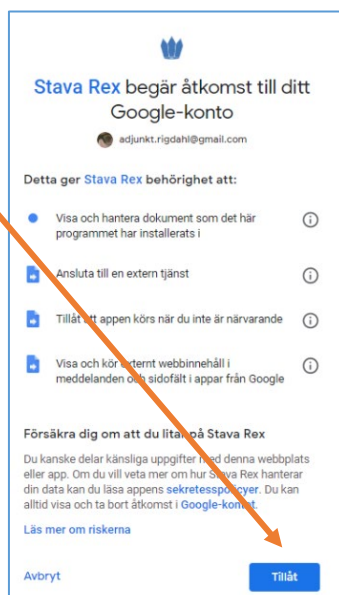 Stava Rex begär åtkomst till ditt
Google-konto
adjunkt.rigdahl@gmail.com
Detta ger Stava Rex behörighet att:
Visa och hantera dokument som det här
programmet har installerats i
Ansluta till en extern tjänst
Tillåt att appen körs när du inte är närvarande
Visa och kör externt webbinnehåll i
meddelanden och sidofält i appar från Google
Försäkra dig om att du litar på Stava Rex
Du kanske delar känsliga uppgifter med denna webbplats
eller app. Om du vill veta mer om hur Stava Rex hanterar
din data kan du läsa appens sekretesspolicyer. Du kan
alltid visa och ta bort åtkomst i Google-kontot.
Läs mer om riskerna
Avbryt
Tillåt